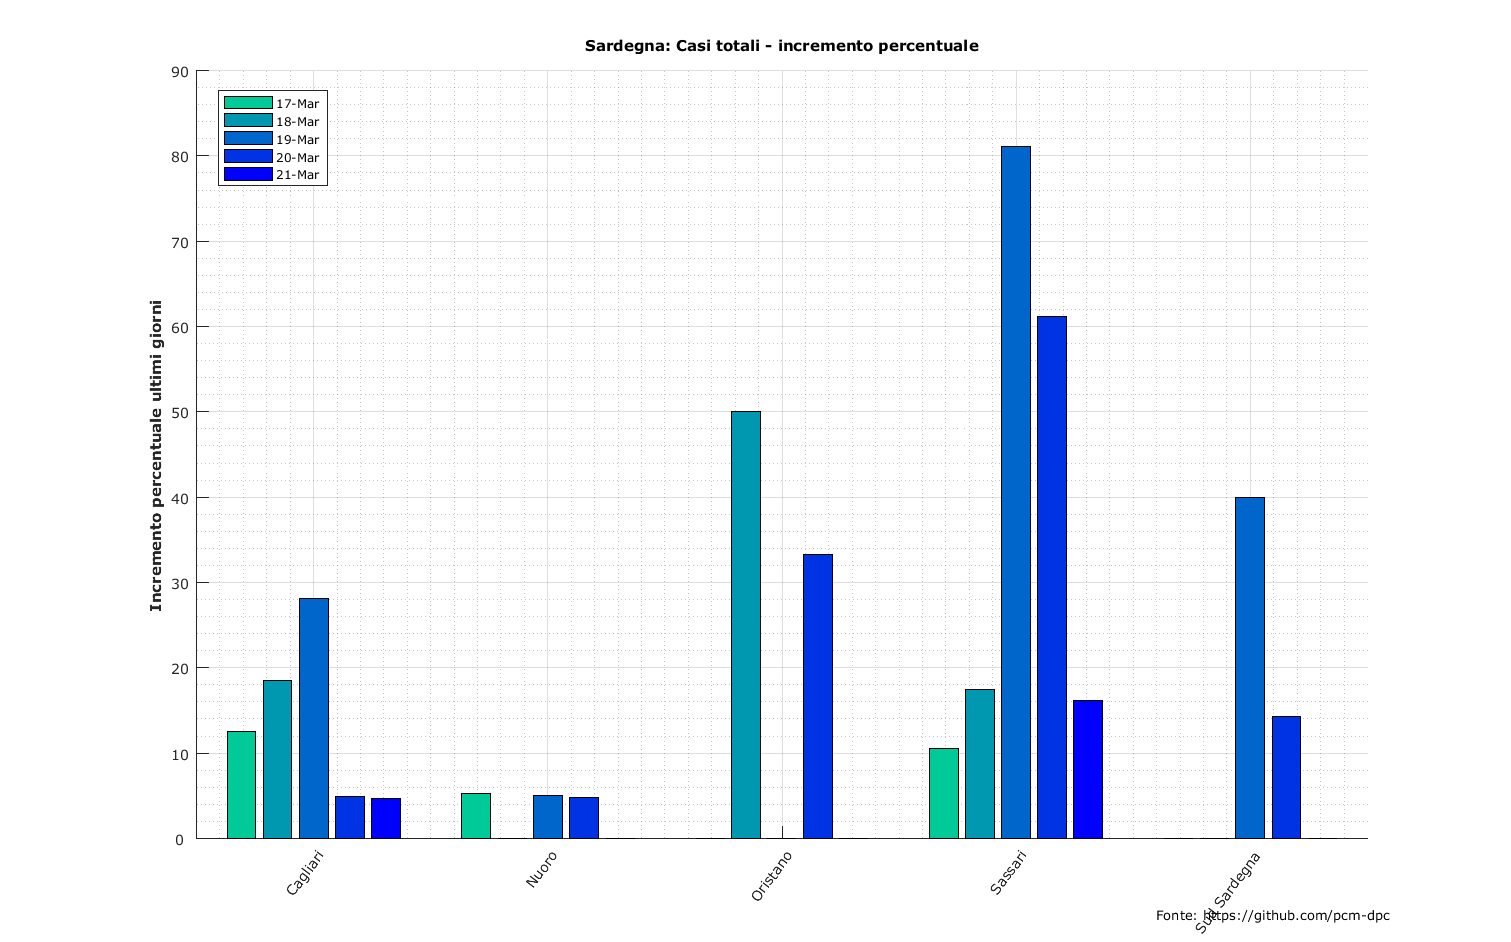 Sardegna: Casi totali - incremento percentuale
90
80
70
60
50
40
30
20
10
0
Incremento percentuale ultimi giorni
17-Mar
18-Mar
19-Mar
20-Mar
21-Mar
Cagliari
Nuoro
Oristano
Sassari
Sud Sardegna
Fonte: https://github.com/pcm-dpc